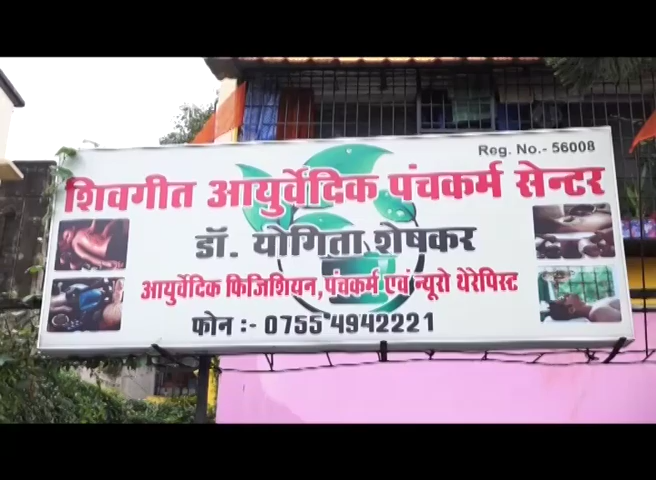 Reg. No.- 56008
शिवगीत आयुर्वेदिक पंचकर्म सेन्टर
डॉ. योगिता शेषकर
आयुर्वेदिक फिजिशियन, पंचकर्म एवं न्यूरो थेरेपिस्ट
फोन :- 0755 4942221